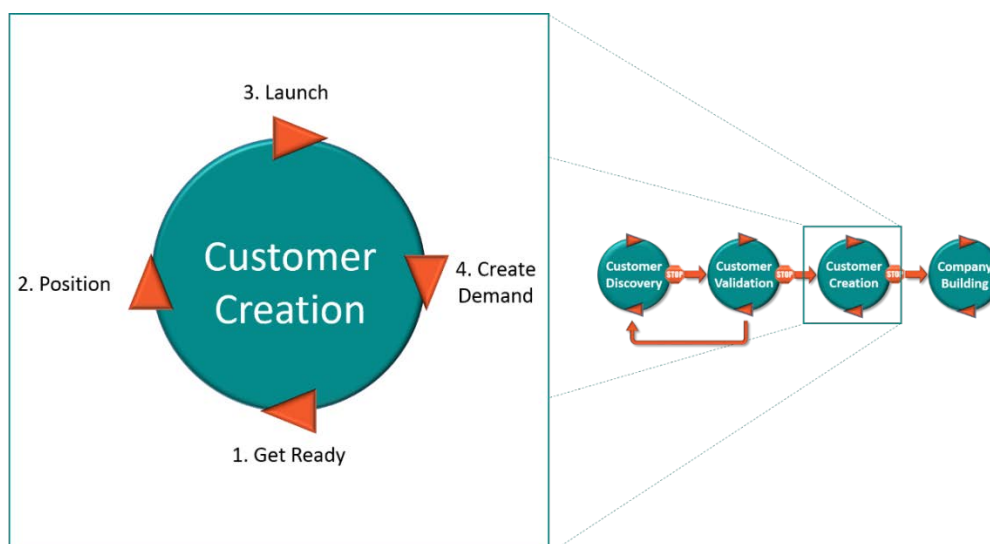 3. Launch
Customer
Creation
2. Position
4. Create
Demand
1. Get Ready
Customer
Discovery
STOP
Customer
Validation
STOP
Customer
Creation
STOP
Company
Building